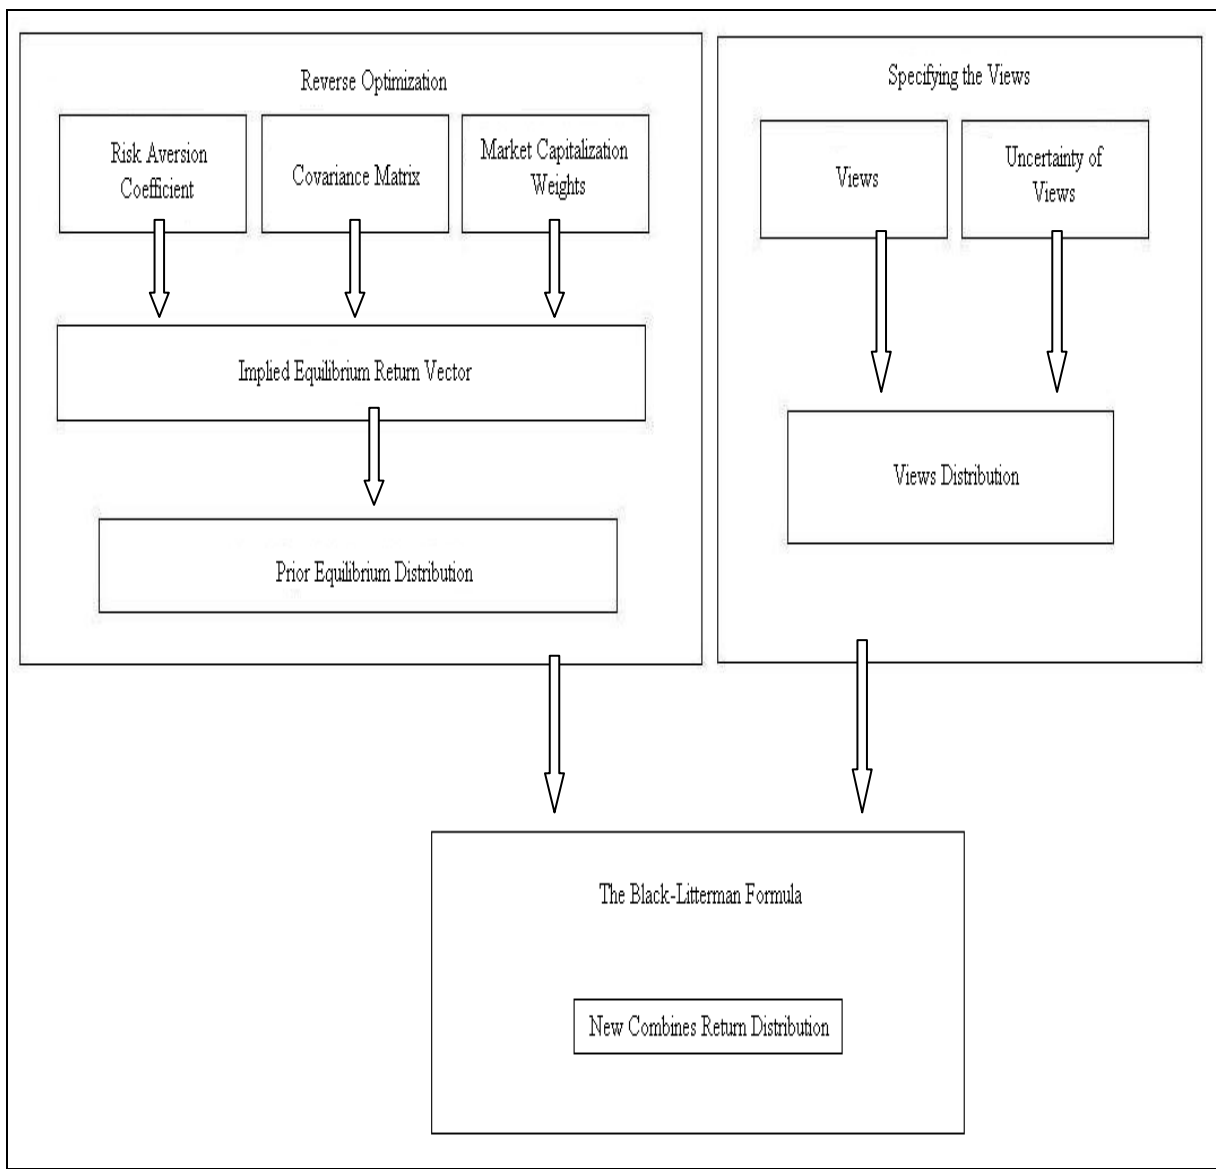 Reverse Optimization
Risk Aversion
Coefficient
Covariance Matrix
Market Capitalization
Weights
Implied Equilibrium Return Vector
Prior Equilibrium Distribution
Specifying the Views
Views
Uncertainty of
Views
Views Distribution
The Black-Litterman Formula
New Combines Return Distribution